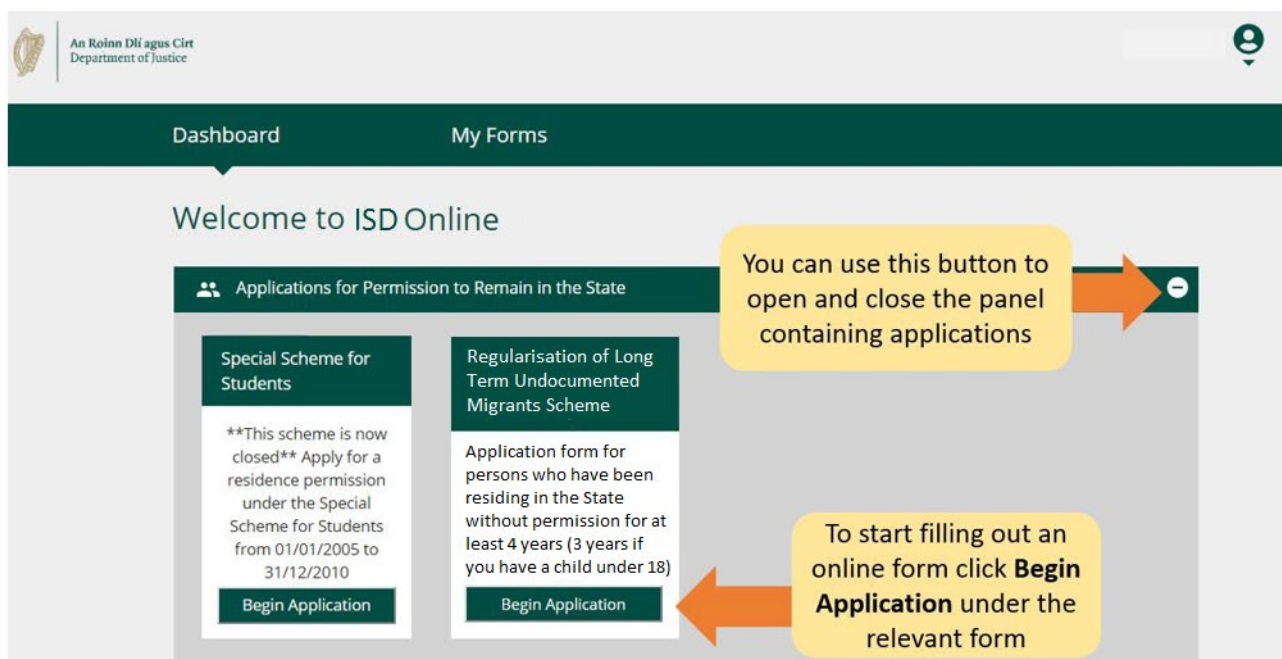 An Roinn Dlí agus Cirt
Department of Justice
Dashboard
My Forms
Welcome to ISD Online
Applications for Permission to Remain in the State
You can use this button to
open and close the panel
containing applications
Special Scheme for
Students
**This scheme is now
closed** Apply for a
residence permission
under the Special
Scheme for Students
from 01/01/2005 to
31/12/2010
Begin Application
Regularisation of Long
Term Undocumented
Migrants Scheme
Application form for
persons who have been
residing in the State
without permission for at
least 4 years (3 years if
you have a child under 18)
Begin Application
To start filling out an
online form click Begin
Application under the
relevant form